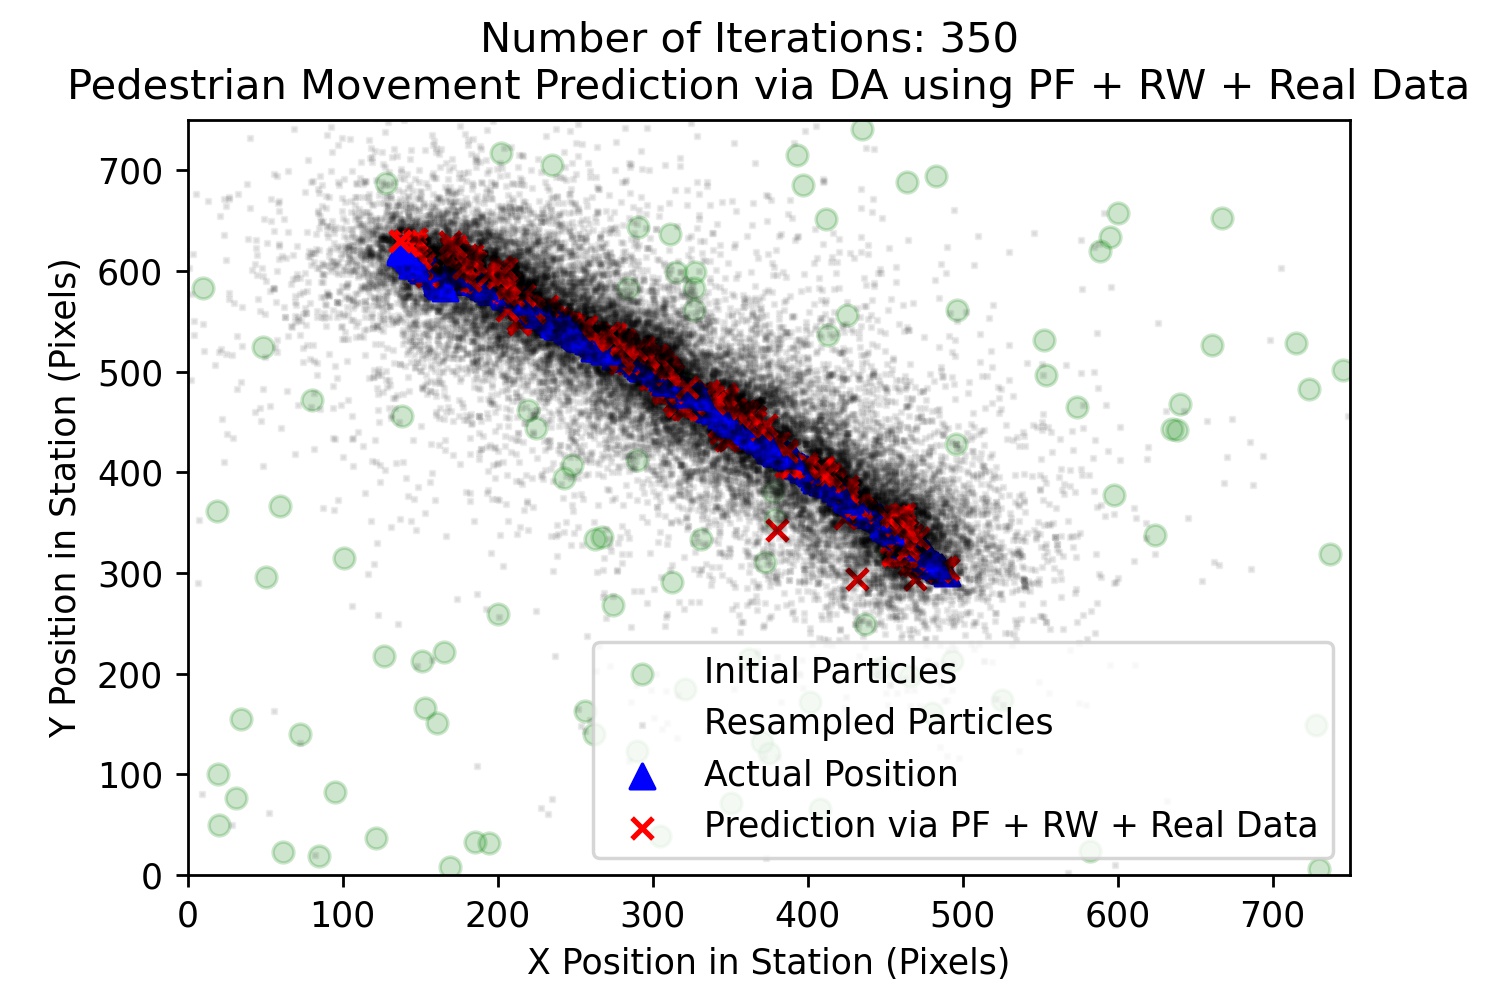 Number of Iterations: 350
Pedestrian Movement Prediction via DA using PF + RW + Real Data
Y Position in Station (Pixels)
700
600
500
400
300
200
100
0
Initial Particles
Resampled Particles
Actual Position
Prediction via PF + RW + Real Data
0 100 200 300 400 500 600 700
X Position in Station (Pixels)